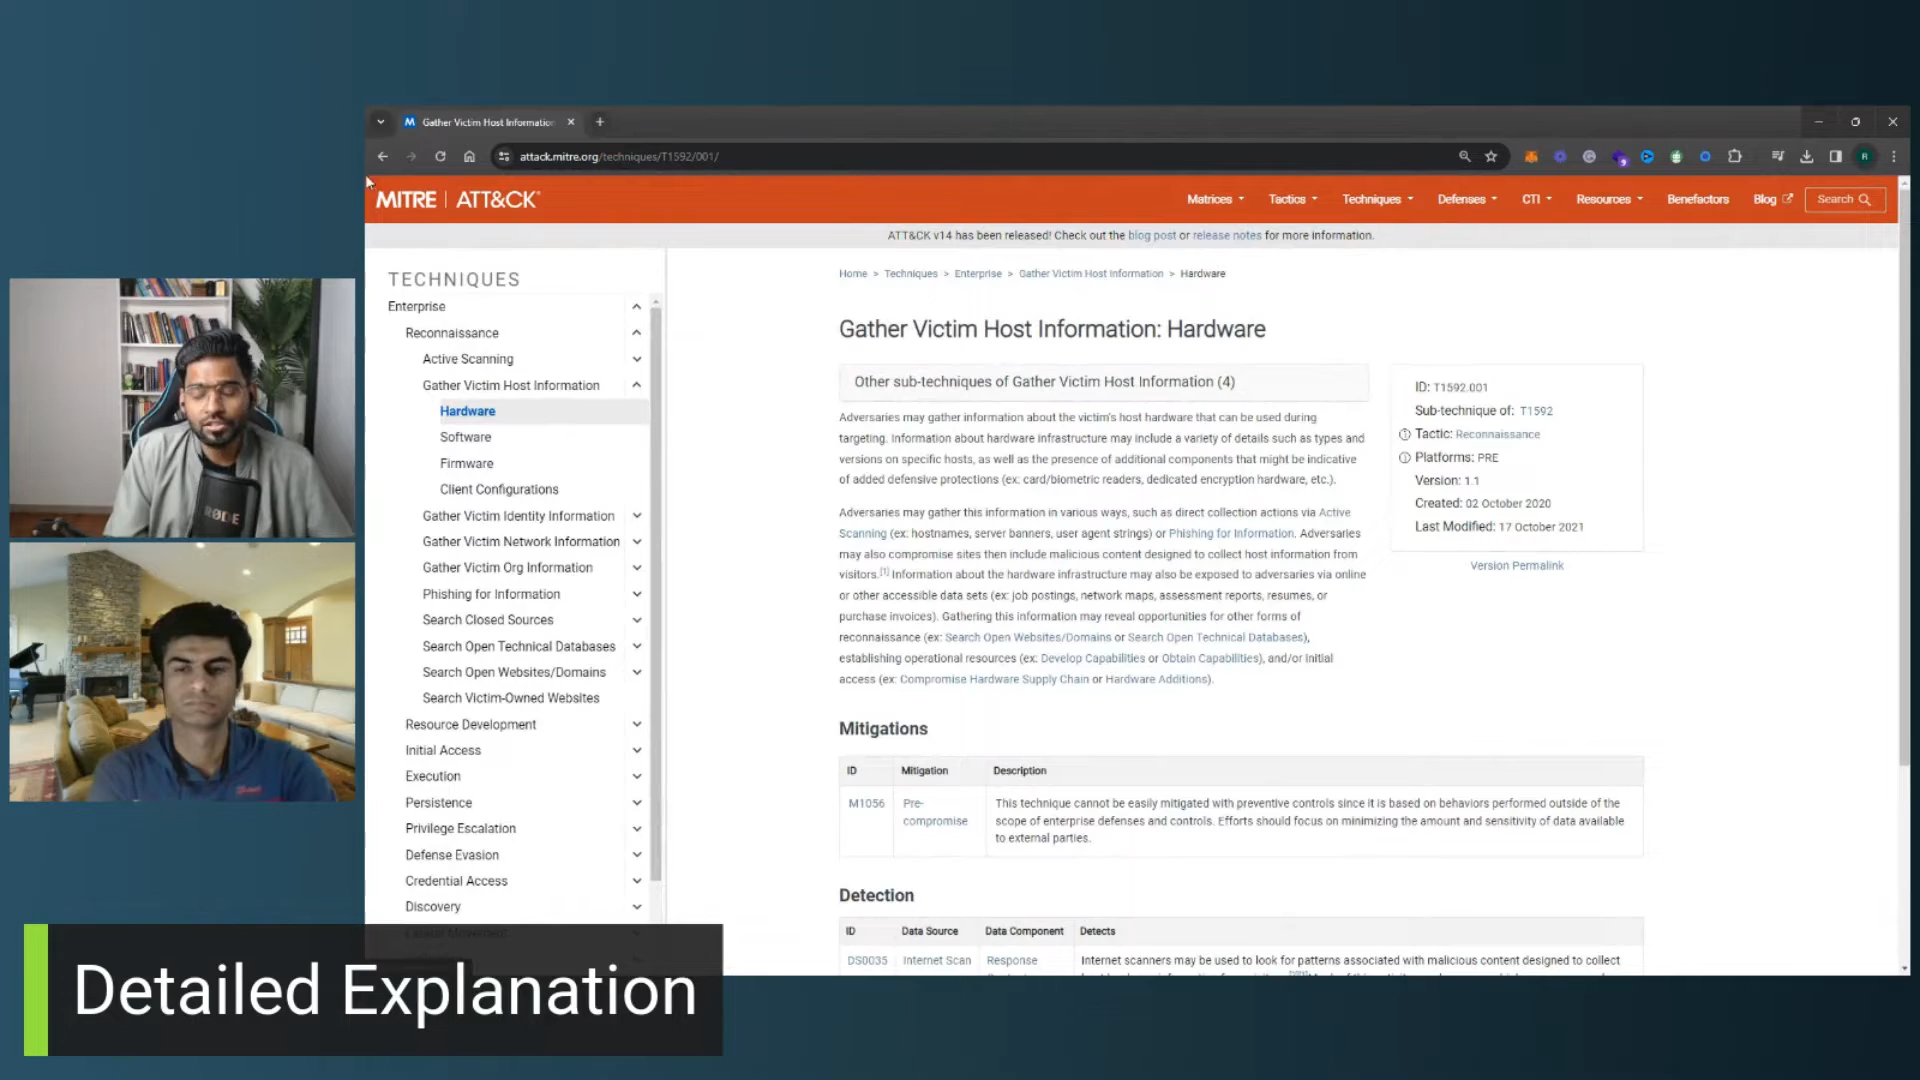 Gather Victim Host Information
attack.mitre.org/techniques/T1592/001/
R
MITRE | ATT&CK®
Matrices
Tactics
Techniques
Defenses
CTI
Resources
Benefactors
Blog
Search
ATT&CK v14 has been released! Check out the blog post or release notes for more information.
TECHNIQUES
Enterprise
Reconnaissance
Active Scanning
Gather Victim Host Information
Hardware
Software
Firmware
Client Configurations
Gather Victim Identity Information
Gather Victim Network Information
Gather Victim Org Information
Phishing for Information
Search Closed Sources
Search Open Technical Databases
Search Open Websites/Domains
Search Victim-Owned Websites
Resource Development
Initial Access
Execution
Persistence
Privilege Escalation
Defense Evasion
Credential Access
Discovery
Home > Techniques > Enterprise > Gather Victim Host Information > Hardware
Gather Victim Host Information: Hardware
Other sub-techniques of Gather Victim Host Information (4)
Adversaries may gather information about the victim's host hardware that can be used during
targeting. Information about hardware infrastructure may include a variety of details such as types and
versions on specific hosts, as well as the presence of additional components that might be indicative
of added defensive protections (ex: card/biometric readers, dedicated encryption hardware, etc.).
Adversaries may gather this information in various ways, such as direct collection actions via Active
Scanning (ex: hostnames, server banners, user agent strings) or Phishing for Information. Adversaries
may also compromise sites then include malicious content designed to collect host information from
visitors.[1] Information about the hardware infrastructure may also be exposed to adversaries via online
or other accessible data sets (ex: job postings, network maps, assessment reports, resumes, or
purchase invoices). Gathering this information may reveal opportunities for other forms of
reconnaissance (ex: Search Open Websites/Domains or Search Open Technical Databases),
establishing operational resources (ex: Develop Capabilities or Obtain Capabilities), and/or initial
access (ex: Compromise Hardware Supply Chain or Hardware Additions).
ID: T1592.001
Sub-technique of: T1592
Tactic: Reconnaissance
Platforms: PRE
Version: 1.1
Created: 02 October 2020
Last Modified: 17 October 2021
Version Permalink
Mitigations
ID Mitigation Description
M1056 Pre-compromise
This technique cannot be easily mitigated with preventive controls since it is based on behaviors performed outside of the
scope of enterprise defenses and controls. Efforts should focus on minimizing the amount and sensitivity of data available
to external parties.
Detection
ID Data Source Data Component Detects
DS0035 Internet Scan Response Internet scanners may be used to look for patterns associated with malicious content designed to collect
RØDE
Detailed Explanation